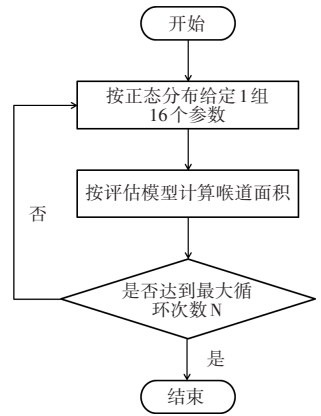 开始
按正态分布给定1组
16个参数
按评估模型计算喉道面积
否
是否达到最大循
环次数N
是
结束